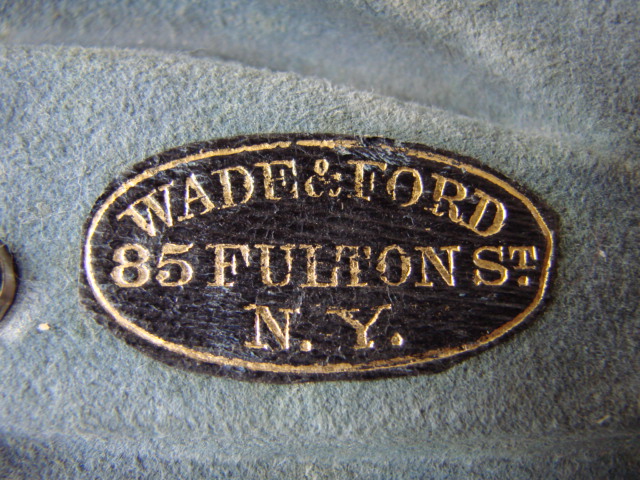 WADE & FORD
85 FULTON ST.
N. Y.